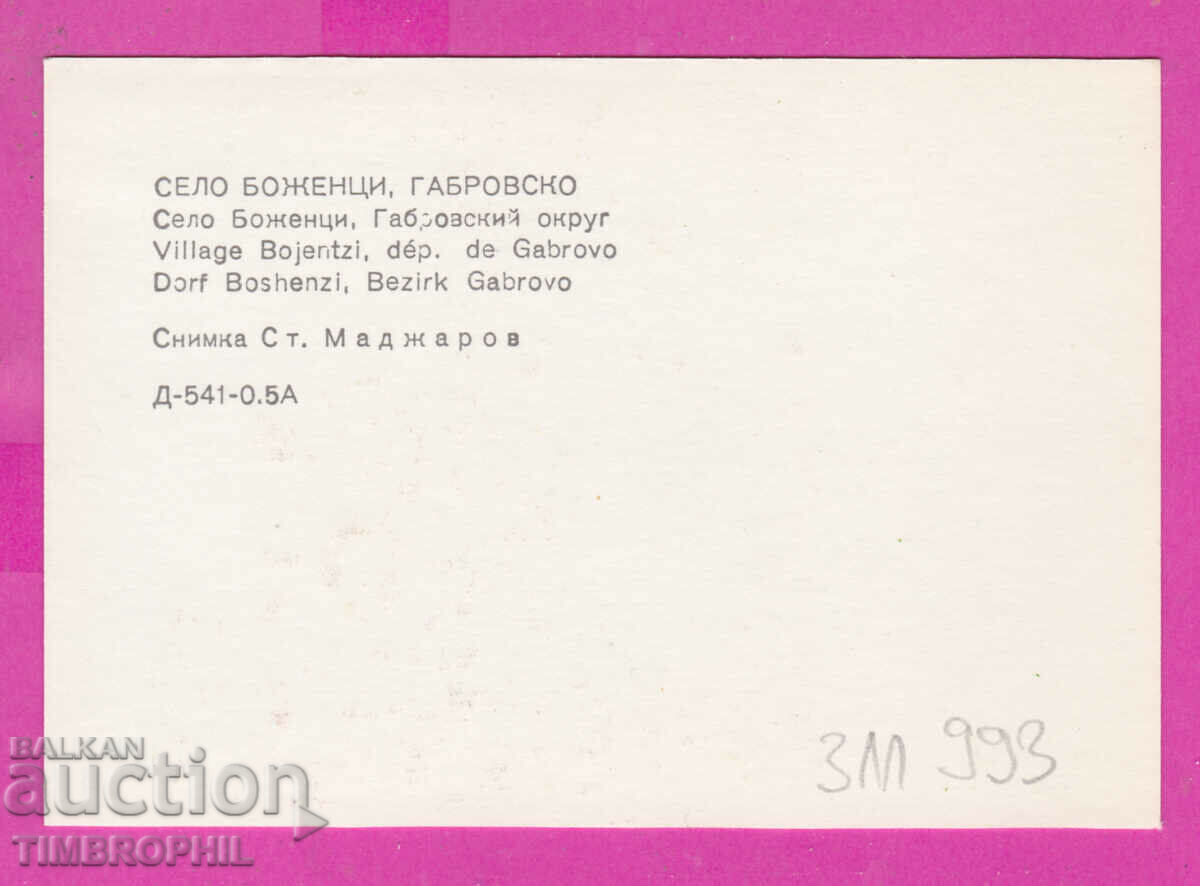 СЕЛО БОЖЕНЦИ, ГАБРОВСКО
Село Боженци, Габровский округ
Village Bojentzi, dép. de Gabrovo
Dorf Boshenzi, Bezirk Gabrovo
Снимка Ст. Маджаров
Д-541-0.5А
ЗМ 993
BALKAN
auction
TIMBROPHIL